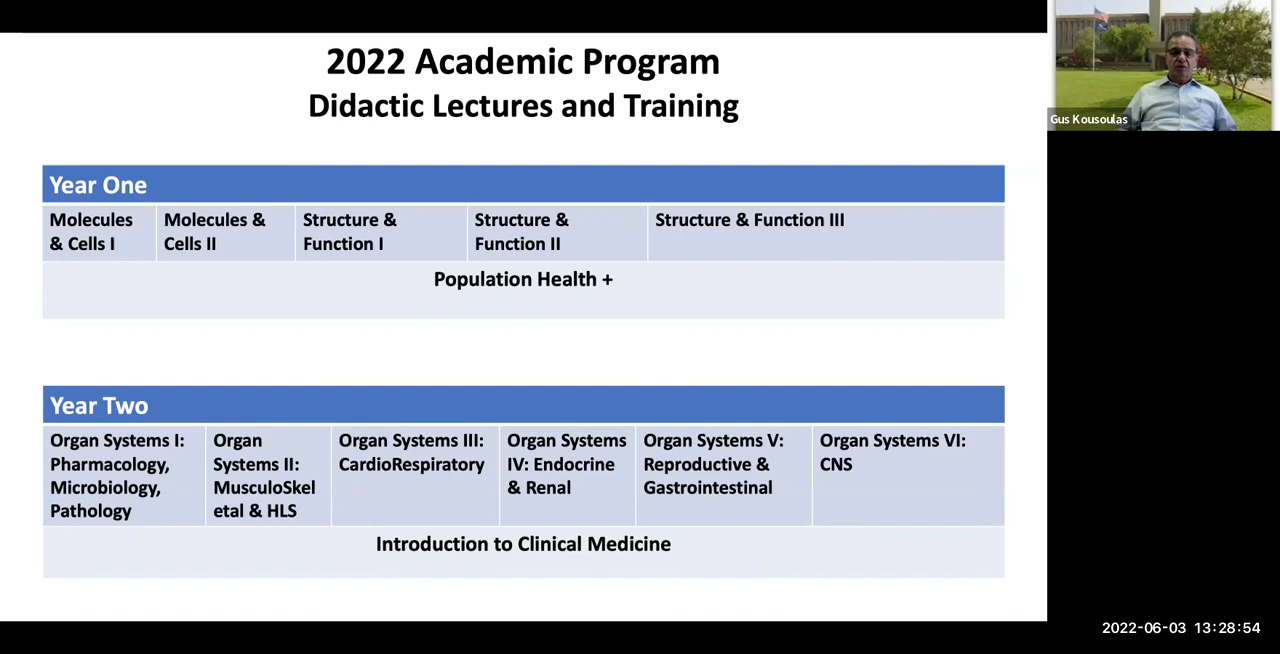 2022 Academic Program
Didactic Lectures and Training
Gus Kousoulas
Year One
Molecules
& Cells I
Molecules &
Cells II
Structure &
Function I
Structure &
Function II
Structure & Function III
Population Health +
Year Two
Organ Systems I:
Pharmacology,
Microbiology,
Pathology
Organ
Systems II:
MusculoSkel
etal & HLS
Organ Systems III:
CardioRespiratory
Organ Systems
IV: Endocrine
& Renal
Organ Systems V:
Reproductive &
Gastrointestinal
Organ Systems VI:
CNS
Introduction to Clinical Medicine
2022-06-03 13:28:54